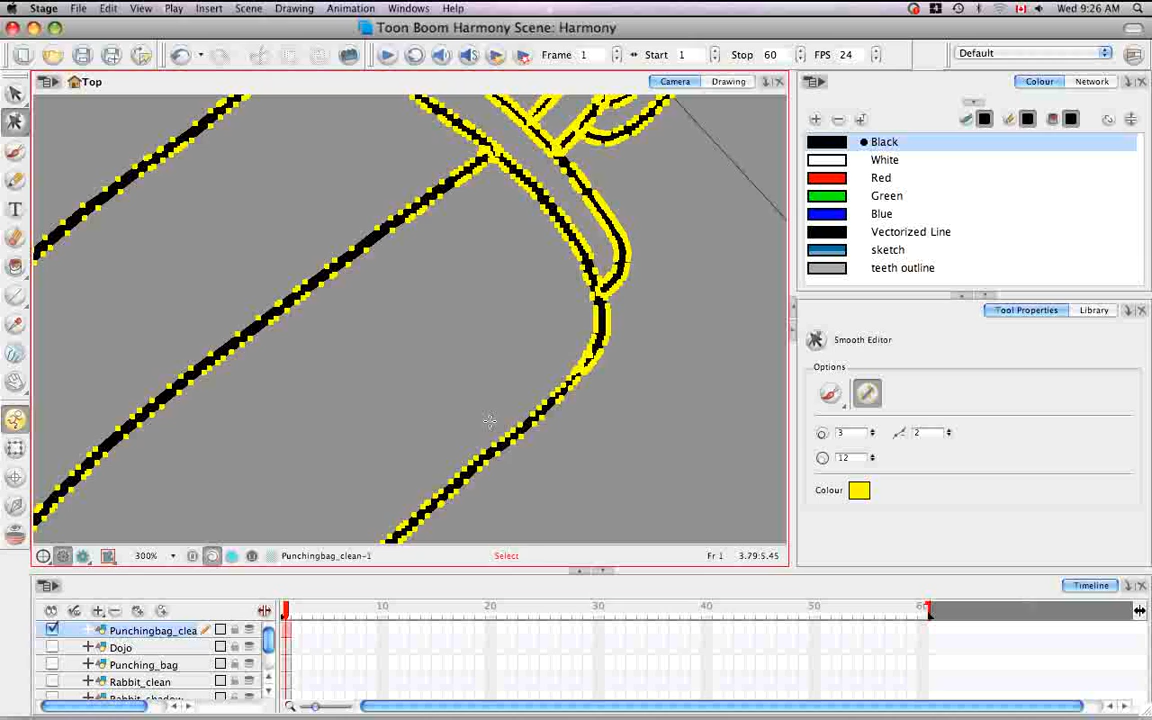 Stage File Edit View Play Insert Scene Drawing Animation Windows Help Wed 9:26 AM
Toon Boom Harmony Scene: Harmony
Frame 1 Start 1 Stop 60 FPS 24 Default
Top Camera Drawing Colour Network
Black
White
Red
Green
Blue
Vectorized Line
sketch
teeth outline
Tool Properties Library
Smooth Editor
Options
3 2
12
Colour
300% Punchingbag_clean-1 Select Fr 1 3.79:5.45
Timeline
10 20 30 40 50 60
Punchingbag_clea
Dojo
Punching_bag
Rabbit_clean
Rabbit_shadow